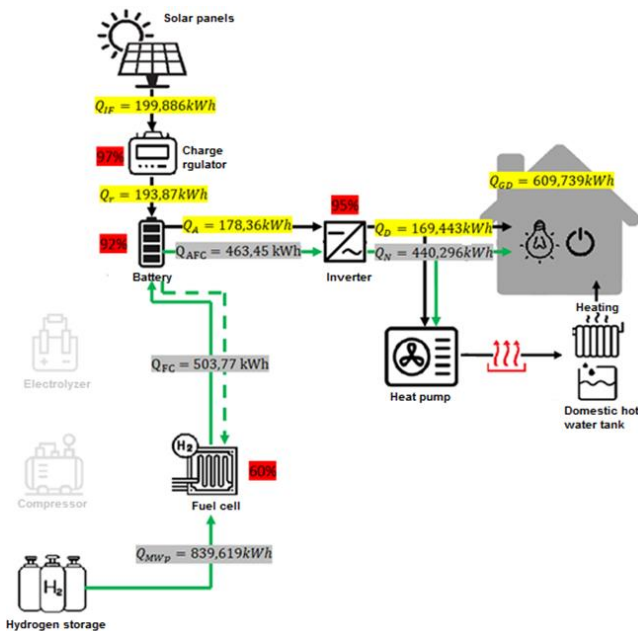 Solar panels
Q_IF = 199,886kWh
97%
Charge
rgulator
Q_r = 193,87kWh
95%
Q_GD = 609,739kWh
Q_A = 178,36kWh
Q_D = 169,443kWh
92%
Q_AFC = 463,45 kWh
Q_N = 440,296kWh
Battery
Inverter
Heating
Electrolyzer
Q_FC = 503,77 kWh
Heat pump
Domestic hot
water tank
H2
60%
Compressor
Fuel cell
Q_MWp = 839,619kWh
H2
Hydrogen storage